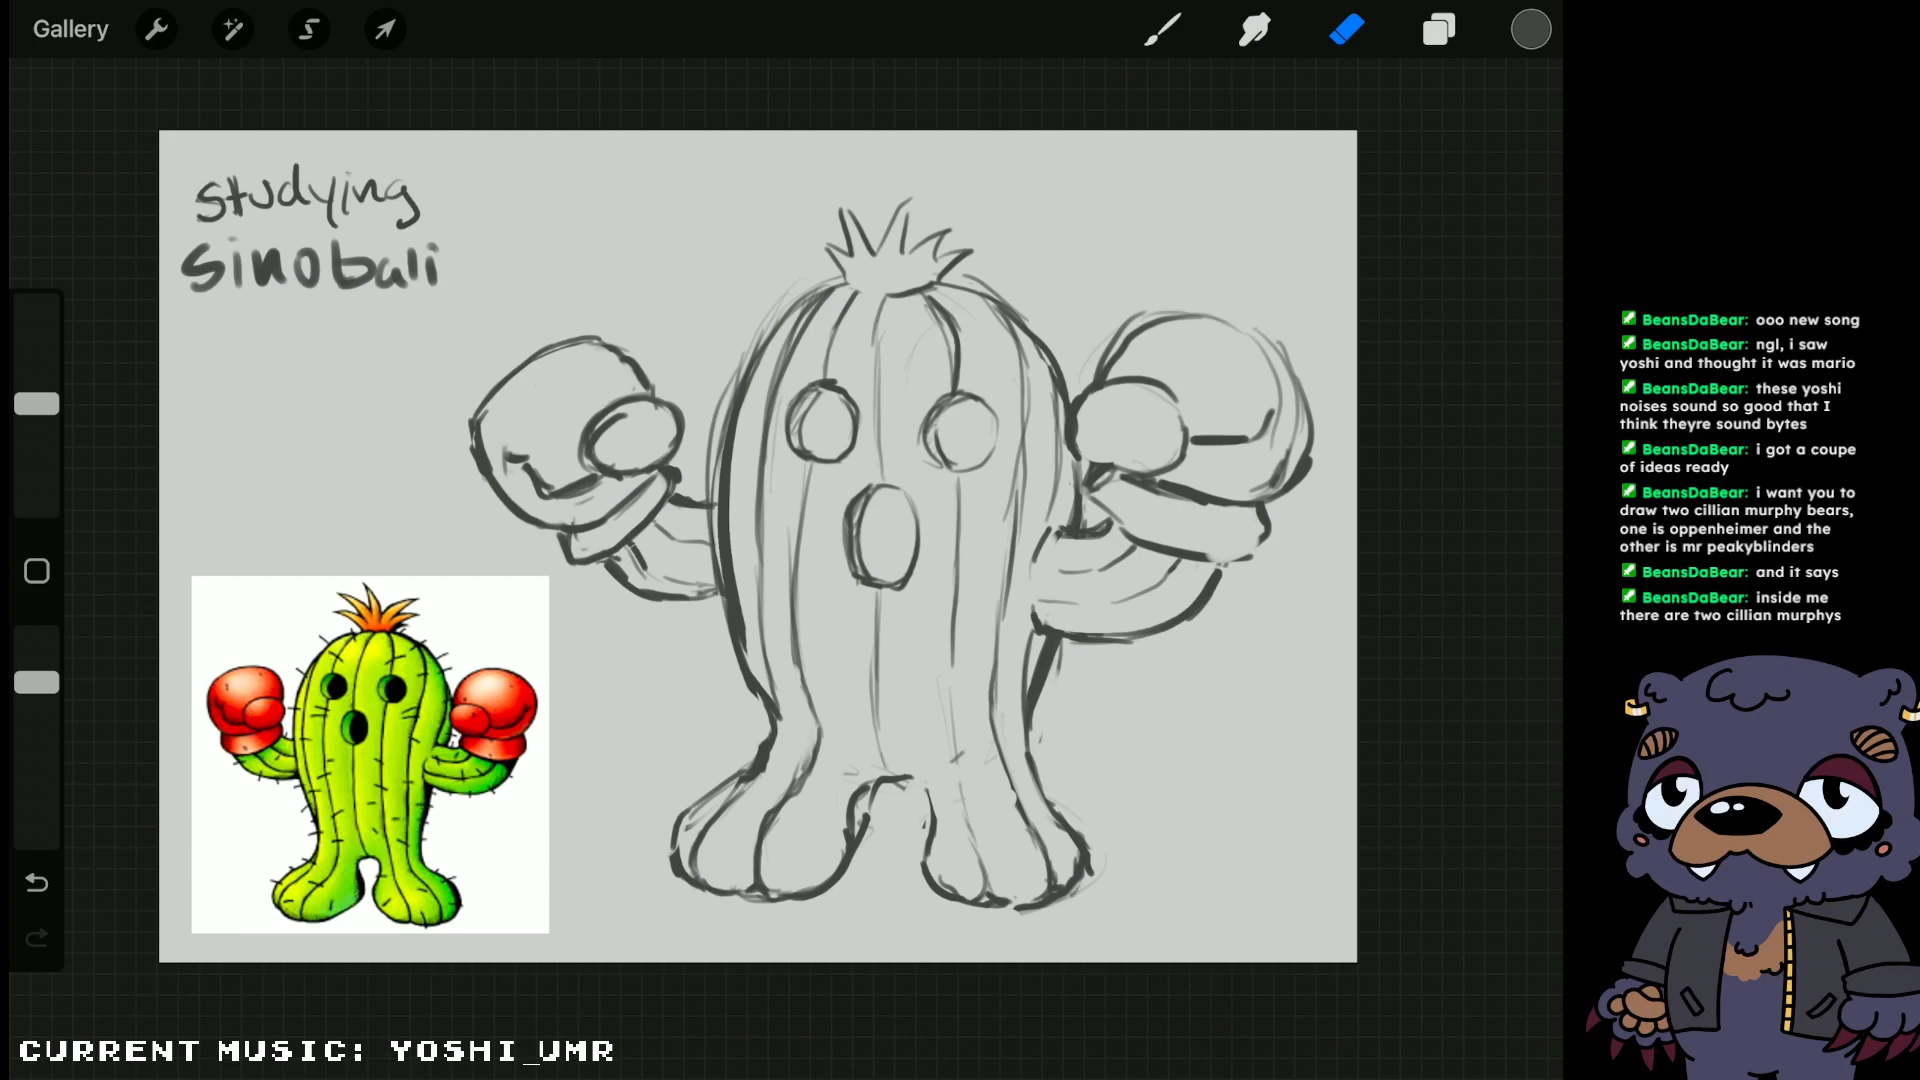 Gallery
studying
sinobali
BeansDaBear: ooo new song
BeansDaBear: ngl, i saw
yoshi and thought it was mario
BeansDaBear: these yoshi
noises sound so good that I
think theyre sound bytes
BeansDaBear: i got a coupe
of ideas ready
BeansDaBear: i want you to
draw two cillian murphy bears,
one is oppenheimer and the
other is mr peakyblinders
BeansDaBear: and it says
BeansDaBear: inside me
there are two cillian murphys
CURRENT MUSIC: YOSHI_UMR